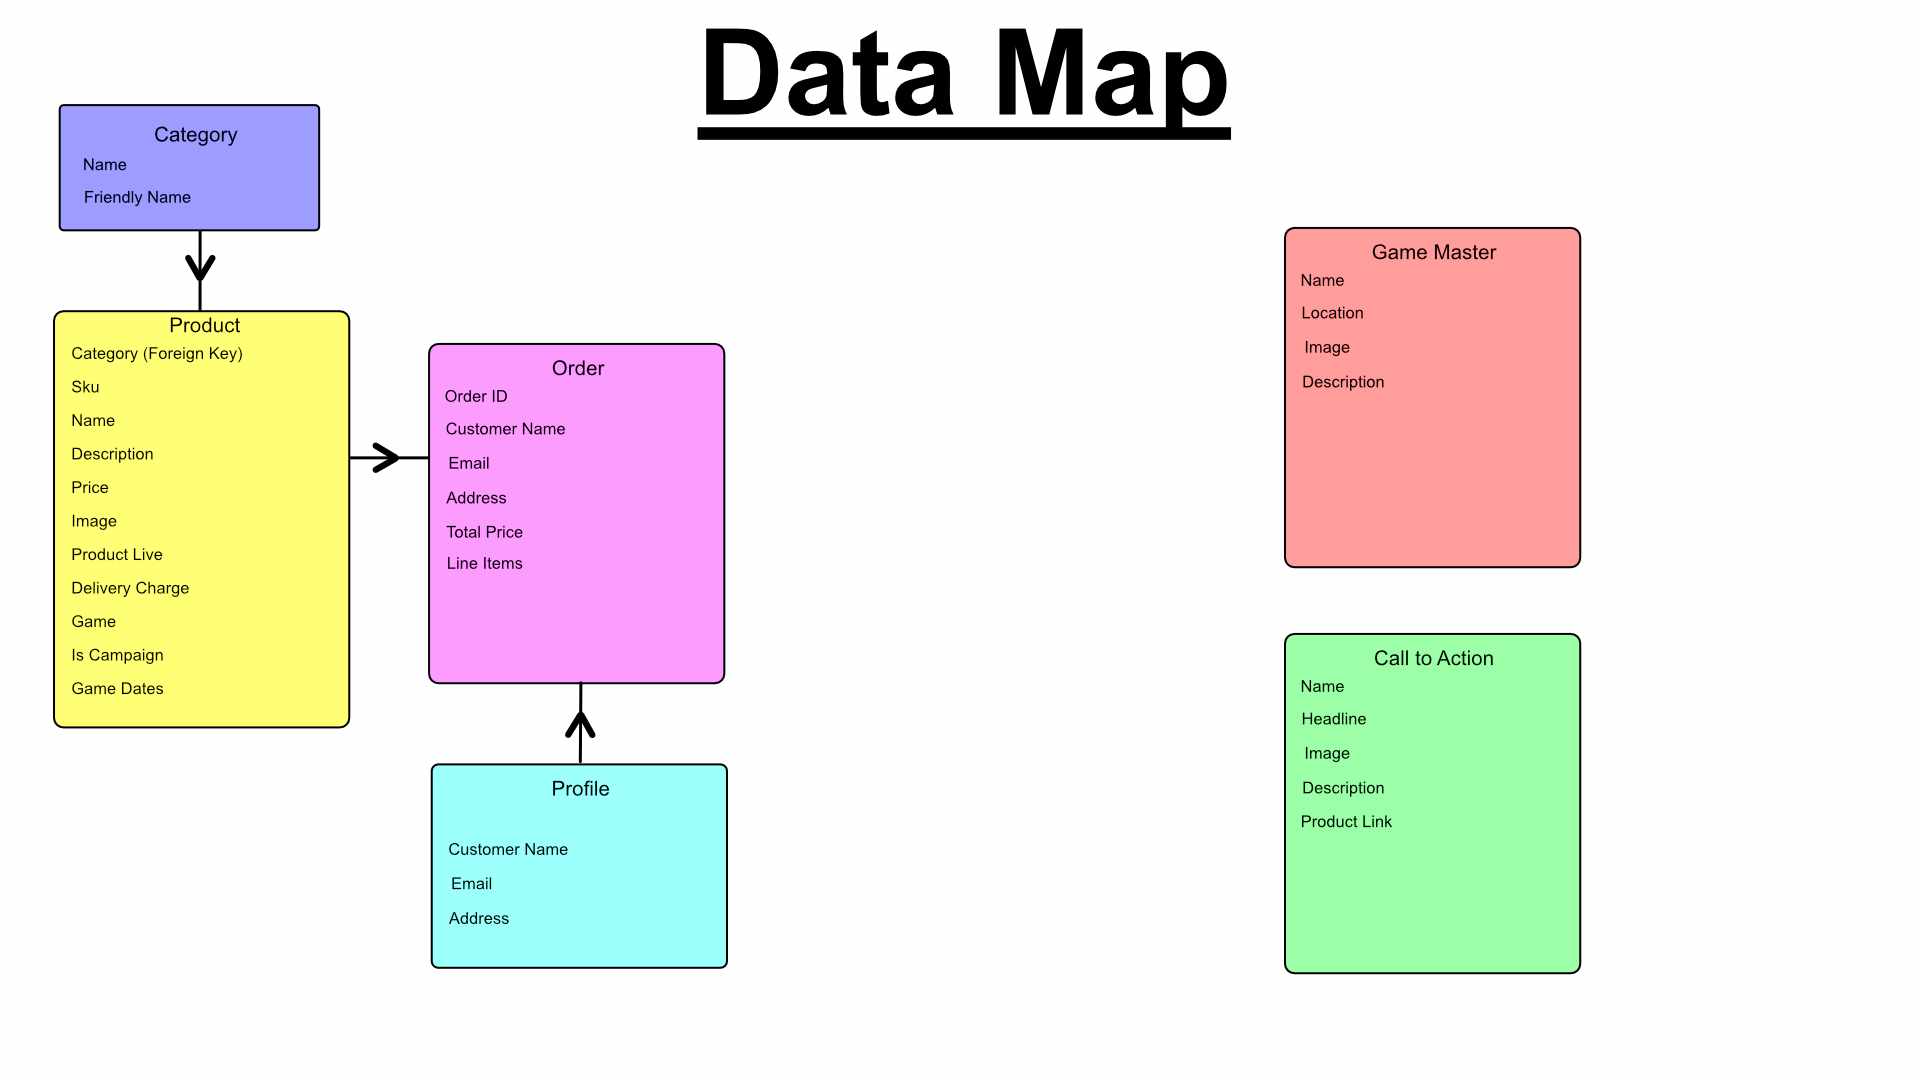 Data Map
Category
Name
Friendly Name
Product
Category (Foreign Key)
Sku
Name
Description
Price
Image
Product Live
Delivery Charge
Game
Is Campaign
Game Dates
Order
Order ID
Customer Name
Email
Address
Total Price
Line Items
Profile
Customer Name
Email
Address
Game Master
Name
Location
Image
Description
Call to Action
Name
Headline
Image
Description
Product Link